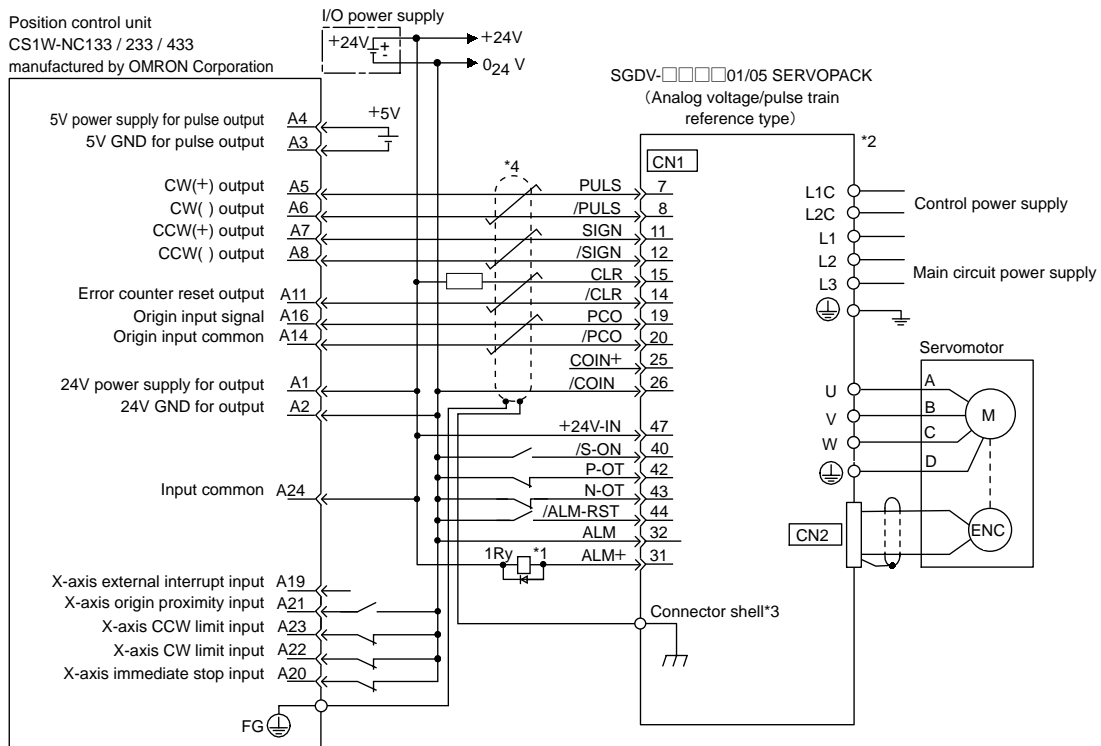 Position control unit
CS1W-NC133 / 233 / 433
manufactured by OMRON Corporation
I/O power supply
+24V
+
-
+24V
024 V
SGDV-□□□□01/05 SERVOPACK
(Analog voltage/pulse train
reference type)
*2
CN1
*4
5V power supply for pulse output A4
+5V
5V GND for pulse output A3
CW(+) output A5 PULS 7
CW( ) output A6 /PULS 8
CCW(+) output A7 SIGN 11
CCW( ) output A8 /SIGN 12
CLR 15
Error counter reset output A11 /CLR 14
Origin input signal A16 PCO 19
Origin input common A14 /PCO 20
COIN+ 25
24V power supply for output A1 /COIN 26
24V GND for output A2
+24V-IN 47
/S-ON 40
P-OT 42
Input common A24 N-OT 43
/ALM-RST 44
ALM 32
1Ry *1 ALM+ 31
X-axis external interrupt input A19
X-axis origin proximity input A21
X-axis CCW limit input A23
X-axis CW limit input A22
X-axis immediate stop input A20
Connector shell*3
FG
L1C
L2C
Control power supply
L1
L2
L3
Main circuit power supply
Servomotor
U A
V B
W C
D
M
CN2
ENC